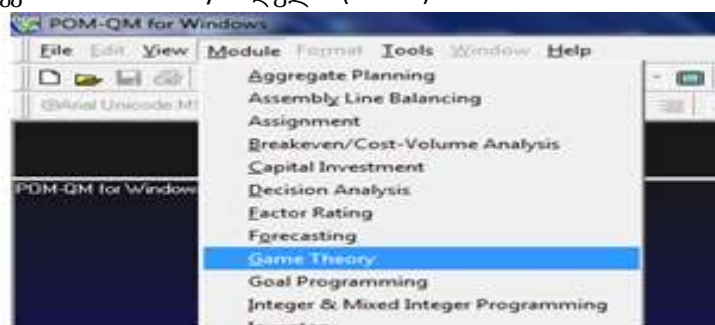 POM-QM for Windows
File Edit View Module Format Tools Window Help
Aggregate Planning
Assembly Line Balancing
Assignment
Breakeven/Cost-Volume Analysis
Capital Investment
POM-QM for Window
Decision Analysis
Factor Rating
Forecasting
Game Theory
Goal Programming
Integer & Mixed Integer Programming